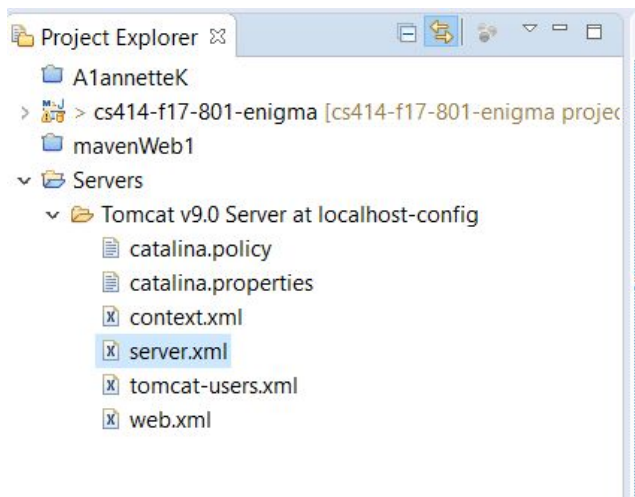 Project Explorer
A1annetteK
> cs414-f17-801-enigma [cs414-f17-801-enigma projec
mavenWeb1
Servers
Tomcat v9.0 Server at localhost-config
catalina.policy
catalina.properties
context.xml
server.xml
tomcat-users.xml
web.xml